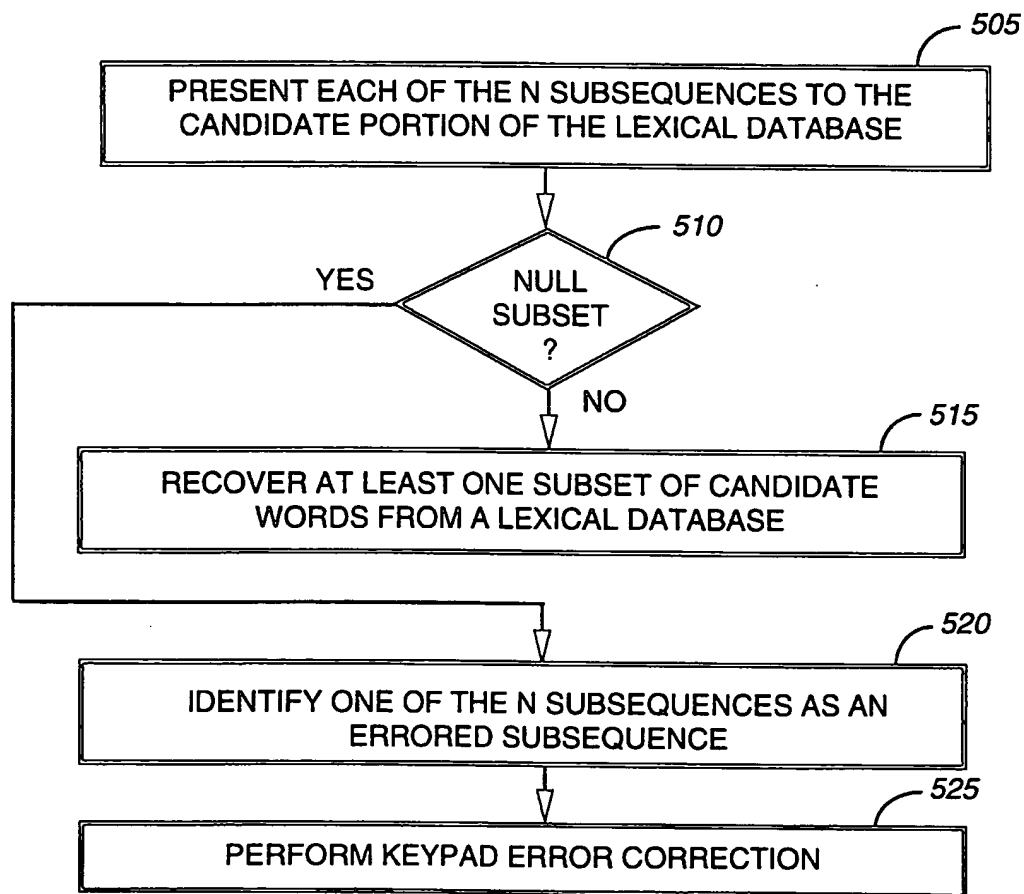 505
PRESENT EACH OF THE N SUBSEQUENCES TO THE
CANDIDATE PORTION OF THE LEXICAL DATABASE
510
YES
NULL
SUBSET
?
NO
515
RECOVER AT LEAST ONE SUBSET OF CANDIDATE
WORDS FROM A LEXICAL DATABASE
520
IDENTIFY ONE OF THE N SUBSEQUENCES AS AN
ERRORED SUBSEQUENCE
525
PERFORM KEYPAD ERROR CORRECTION